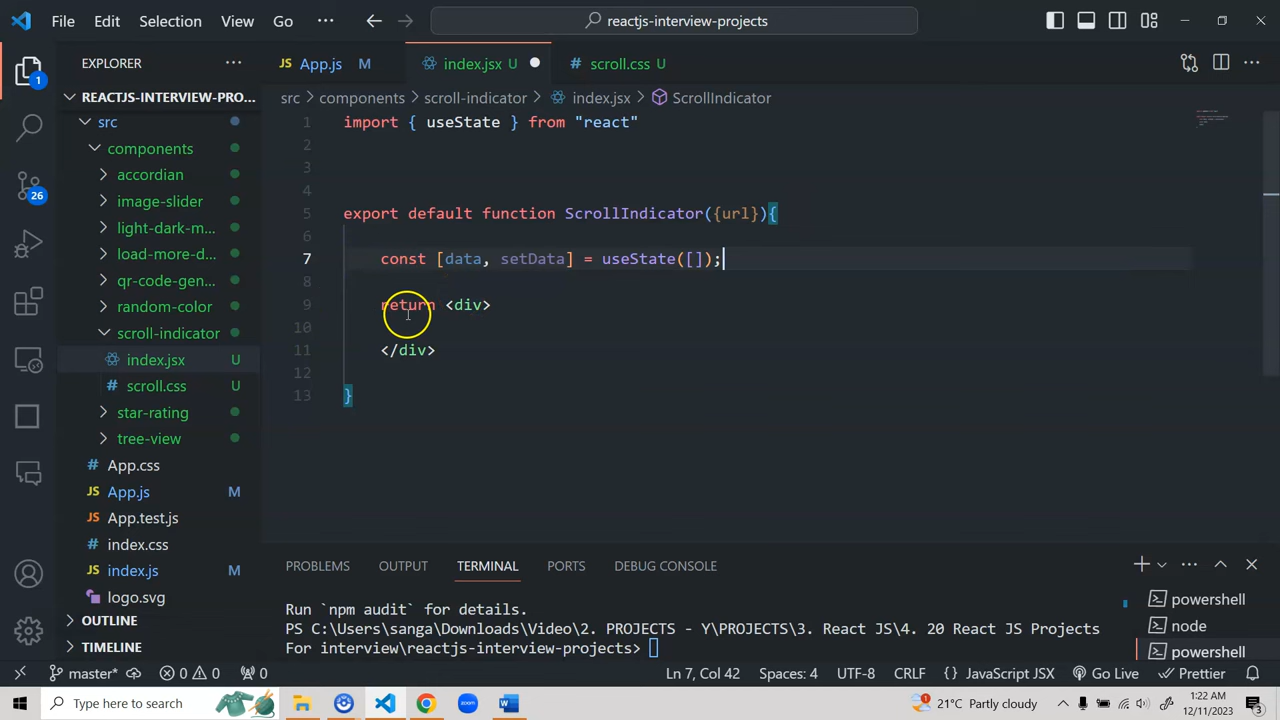 File Edit Selection View Go ··· reactjs-interview-projects
EXPLORER
App.js M
index.jsx U
scroll.css U
REACTJS-INTERVIEW-PRO...
src
components
accordian
image-slider
light-dark-m...
load-more-d...
qr-code-gen...
random-color
scroll-indicator
index.jsx U
scroll.css U
star-rating
tree-view
App.css
App.js M
App.test.js
index.css
index.js M
logo.svg
OUTLINE
TIMELINE
1
26
src > components > scroll-indicator > index.jsx > ScrollIndicator
1 import { useState } from "react"
2
3
4
5 export default function ScrollIndicator({url}){
6
7 const [data, setData] = useState([]);
8
9 return <div>
10
11 </div>
12
13 }
PROBLEMS OUTPUT TERMINAL PORTS DEBUG CONSOLE
Run `npm audit` for details.
PS C:\Users\sanga\Downloads\Video\2. PROJECTS - Y\PROJECTS\3. React JS\4. 20 React JS Projects
For interview\reactjs-interview-projects>
powershell
node
powershell
master* 0 0 0 Ln 7, Col 42 Spaces: 4 UTF-8 CRLF {} JavaScript JSX Go Live Prettier
Type here to search
zoom
21°C Partly cloudy
1:22 AM
12/11/2023
3